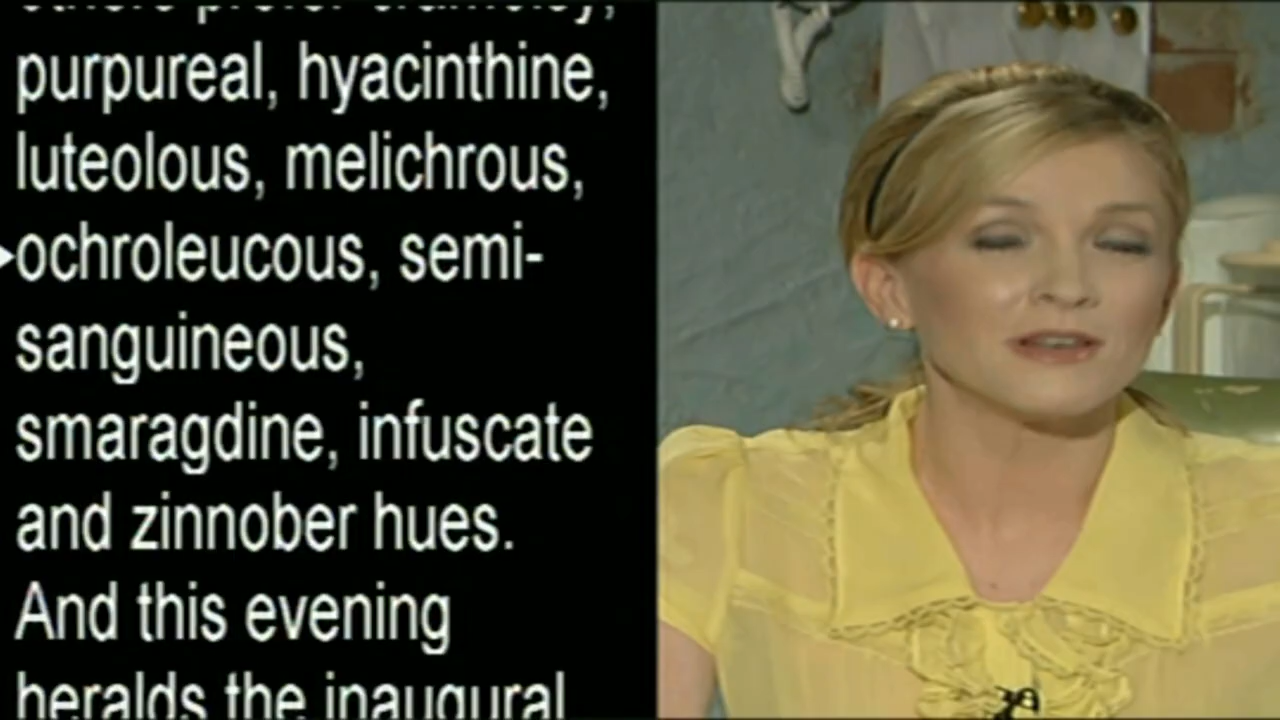 purpureal, hyacinthine,
luteolous, melichrous,
ochroleucous, semi-
sanguineous,
smaragdine, infuscate
and zinnober hues.
And this evening
heralds the inaugural